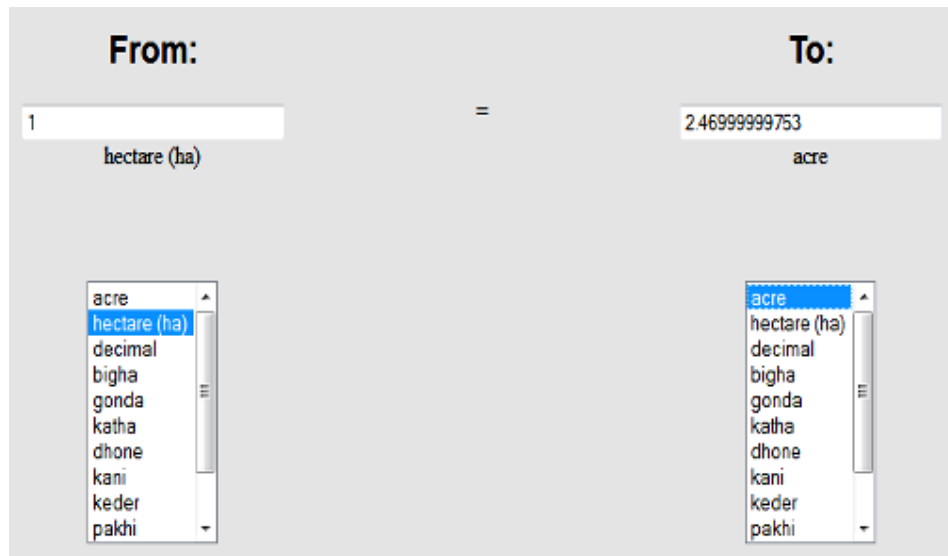 From:
To:
1
=
2.46999999753
hectare (ha)
acre
acre
hectare (ha)
decimal
bigha
gonda
katha
dhone
kani
keder
pakhi
acre
hectare (ha)
decimal
bigha
gonda
katha
dhone
kani
keder
pakhi